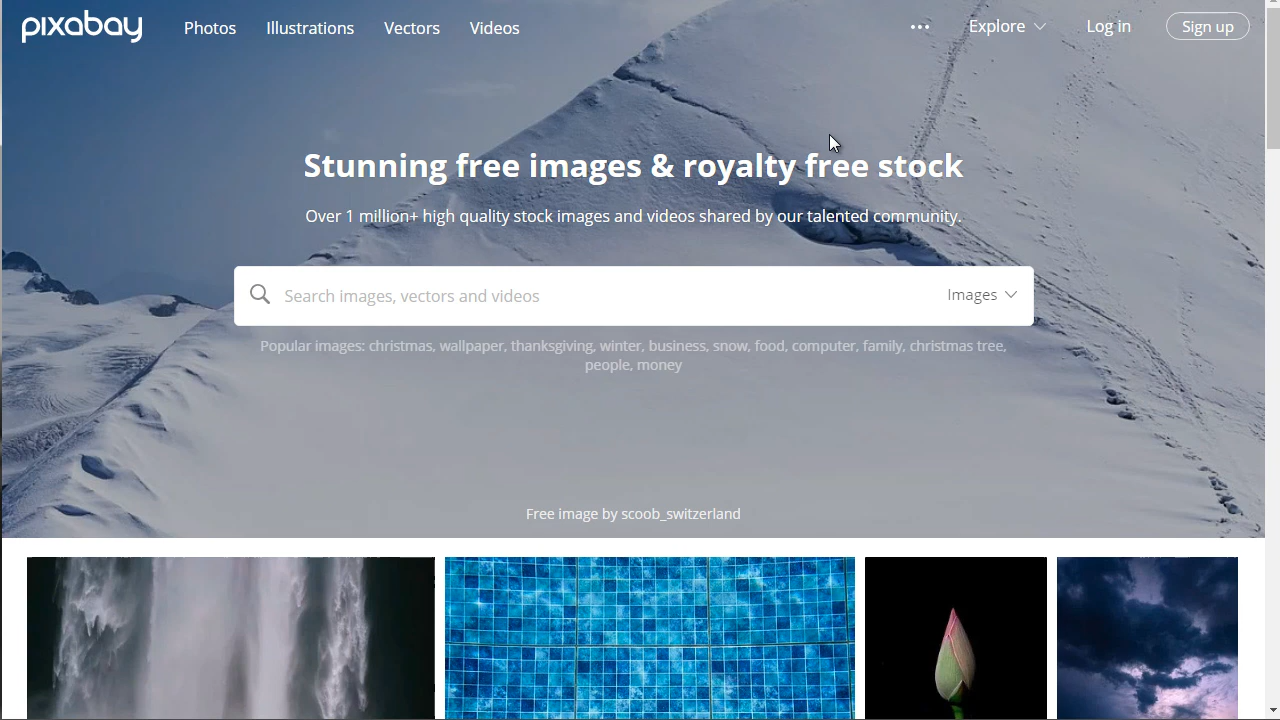 pixabay Photos Illustrations Vectors Videos ••• Explore Log in Sign up
Stunning free images & royalty free stock
Over 1 million+ high quality stock images and videos shared by our talented community.
Search images, vectors and videos Images
Popular images: christmas, wallpaper, thanksgiving, winter, business, snow, food, computer, family, christmas tree,
people, money
Free image by scoob_switzerland